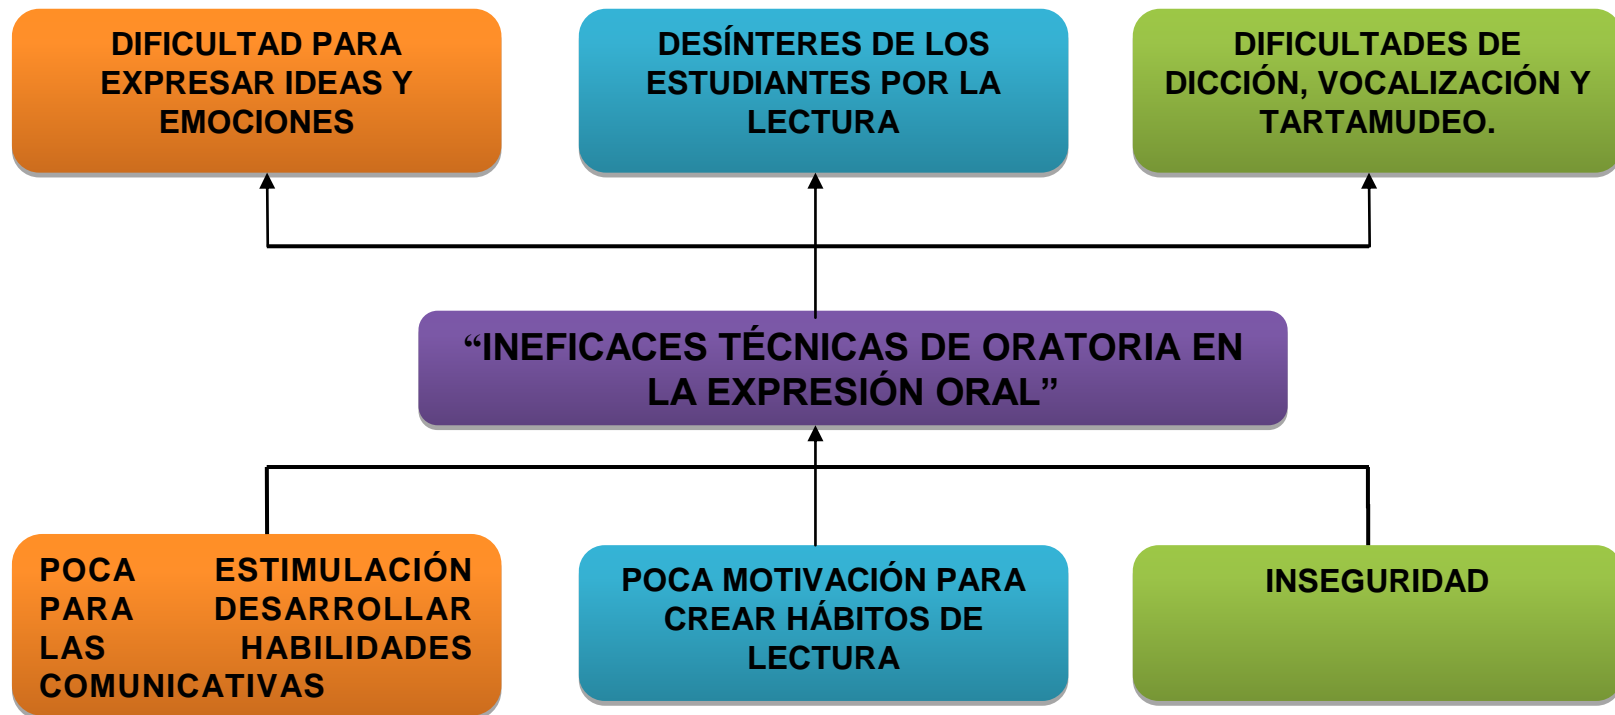 DIFICULTAD PARA
EXPRESAR IDEAS Y
EMOCIONES
DESÍNTERES DE LOS
ESTUDIANTES POR LA
LECTURA
DIFICULTADES DE
DICCIÓN, VOCALIZACIÓN Y
TARTAMUDEO.
“INEFICACES TÉCNICAS DE ORATORIA EN
LA EXPRESIÓN ORAL”
POCA ESTIMULACIÓN
PARA DESARROLLAR
LAS HABILIDADES
COMUNICATIVAS
POCA MOTIVACIÓN PARA
CREAR HÁBITOS DE
LECTURA
INSEGURIDAD